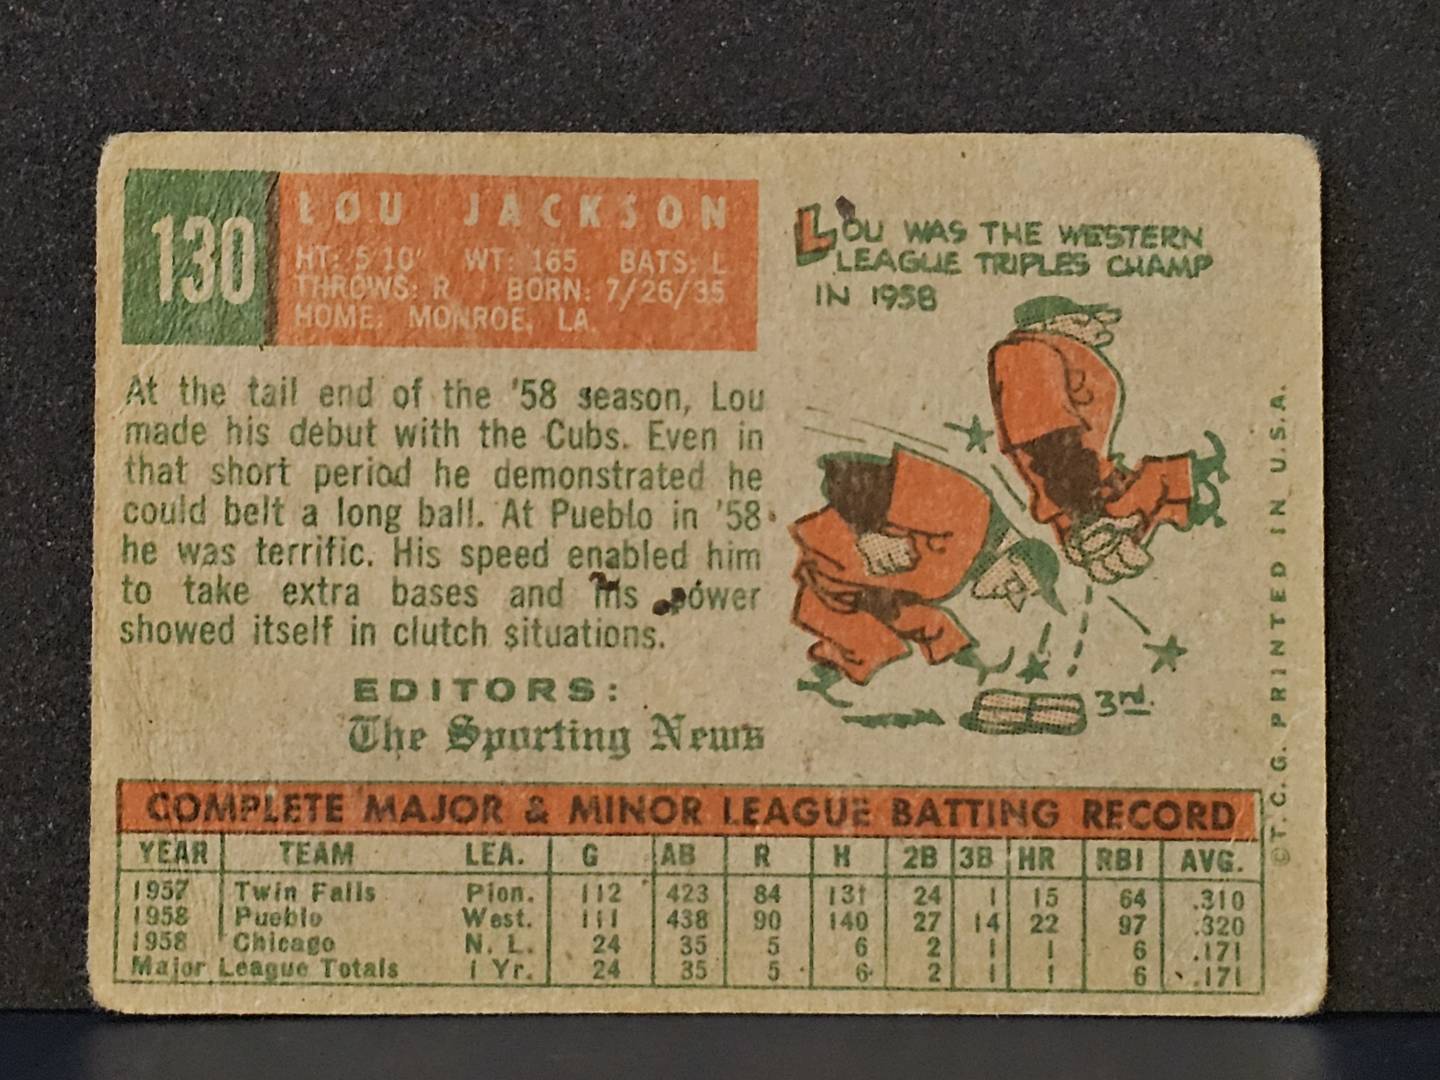 130
LOU JACKSON
HT: 5'10" WT: 165 BATS: L
THROWS: R BORN: 7/26/35
HOME: MONROE, LA.
At the tail end of the '58 season, Lou
made his debut with the Cubs. Even in
that short period he demonstrated he
could belt a long ball. At Pueblo in '58
he was terrific. His speed enabled him
to take extra bases and his power
showed itself in clutch situations.
EDITORS:
The Sporting News
LOU WAS THE WESTERN
LEAGUE TRIPLES CHAMP
IN 1958
3rd.
©T.C.G. PRINTED IN U.S.A.
COMPLETE MAJOR & MINOR LEAGUE BATTING RECORD
YEAR TEAM LEA. G AB R H 2B 3B HR RBI AVG.
1957 Twin Falls Pion. 112 423 84 131 24 1 15 64 .310
1958 Pueblo West. 111 438 90 140 27 14 22 97 .320
1958 Chicago N. L. 24 35 5 6 2 1 1 6 .171
Major League Totals 1 Yr. 24 35 5 6 2 1 1 6 .171